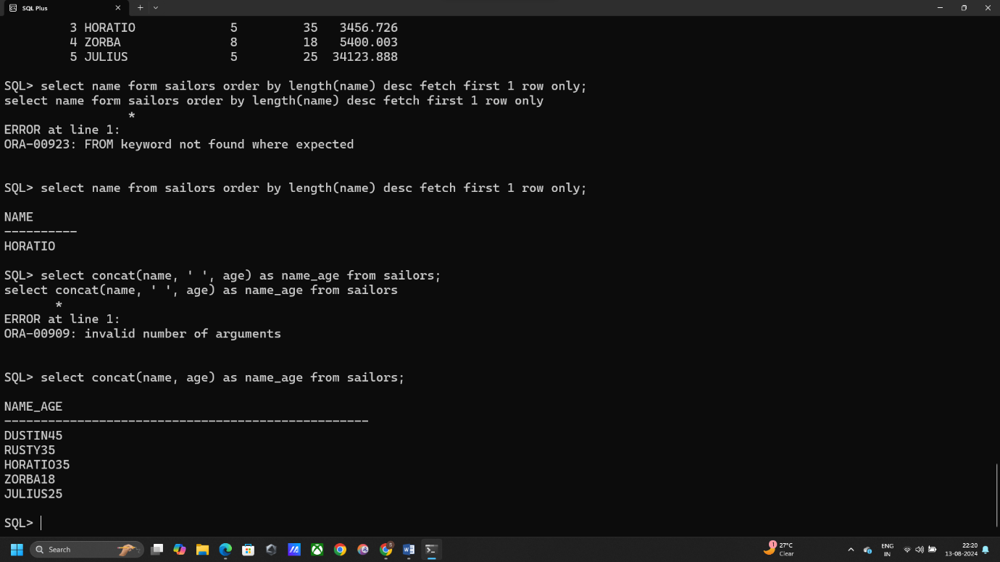 SQL Plus
3 HORATIO 5 35 3456.726
4 ZORBA 8 18 5400.003
5 JULIUS 5 25 34123.888
SQL> select name form sailors order by length(name) desc fetch first 1 row only;
select name form sailors order by length(name) desc fetch first 1 row only
*
ERROR at line 1:
ORA-00923: FROM keyword not found where expected
SQL> select name from sailors order by length(name) desc fetch first 1 row only;
NAME
----------
HORATIO
SQL> select concat(name, ' ', age) as name_age from sailors;
select concat(name, ' ', age) as name_age from sailors
*
ERROR at line 1:
ORA-00909: invalid number of arguments
SQL> select concat(name, age) as name_age from sailors;
NAME_AGE
--------------------------------------------------
DUSTIN45
RUSTY35
HORATIO35
ZORBA18
JULIUS25
SQL>
Search
1
27°C
Clear
ENG
IN
22:20
13-08-2024